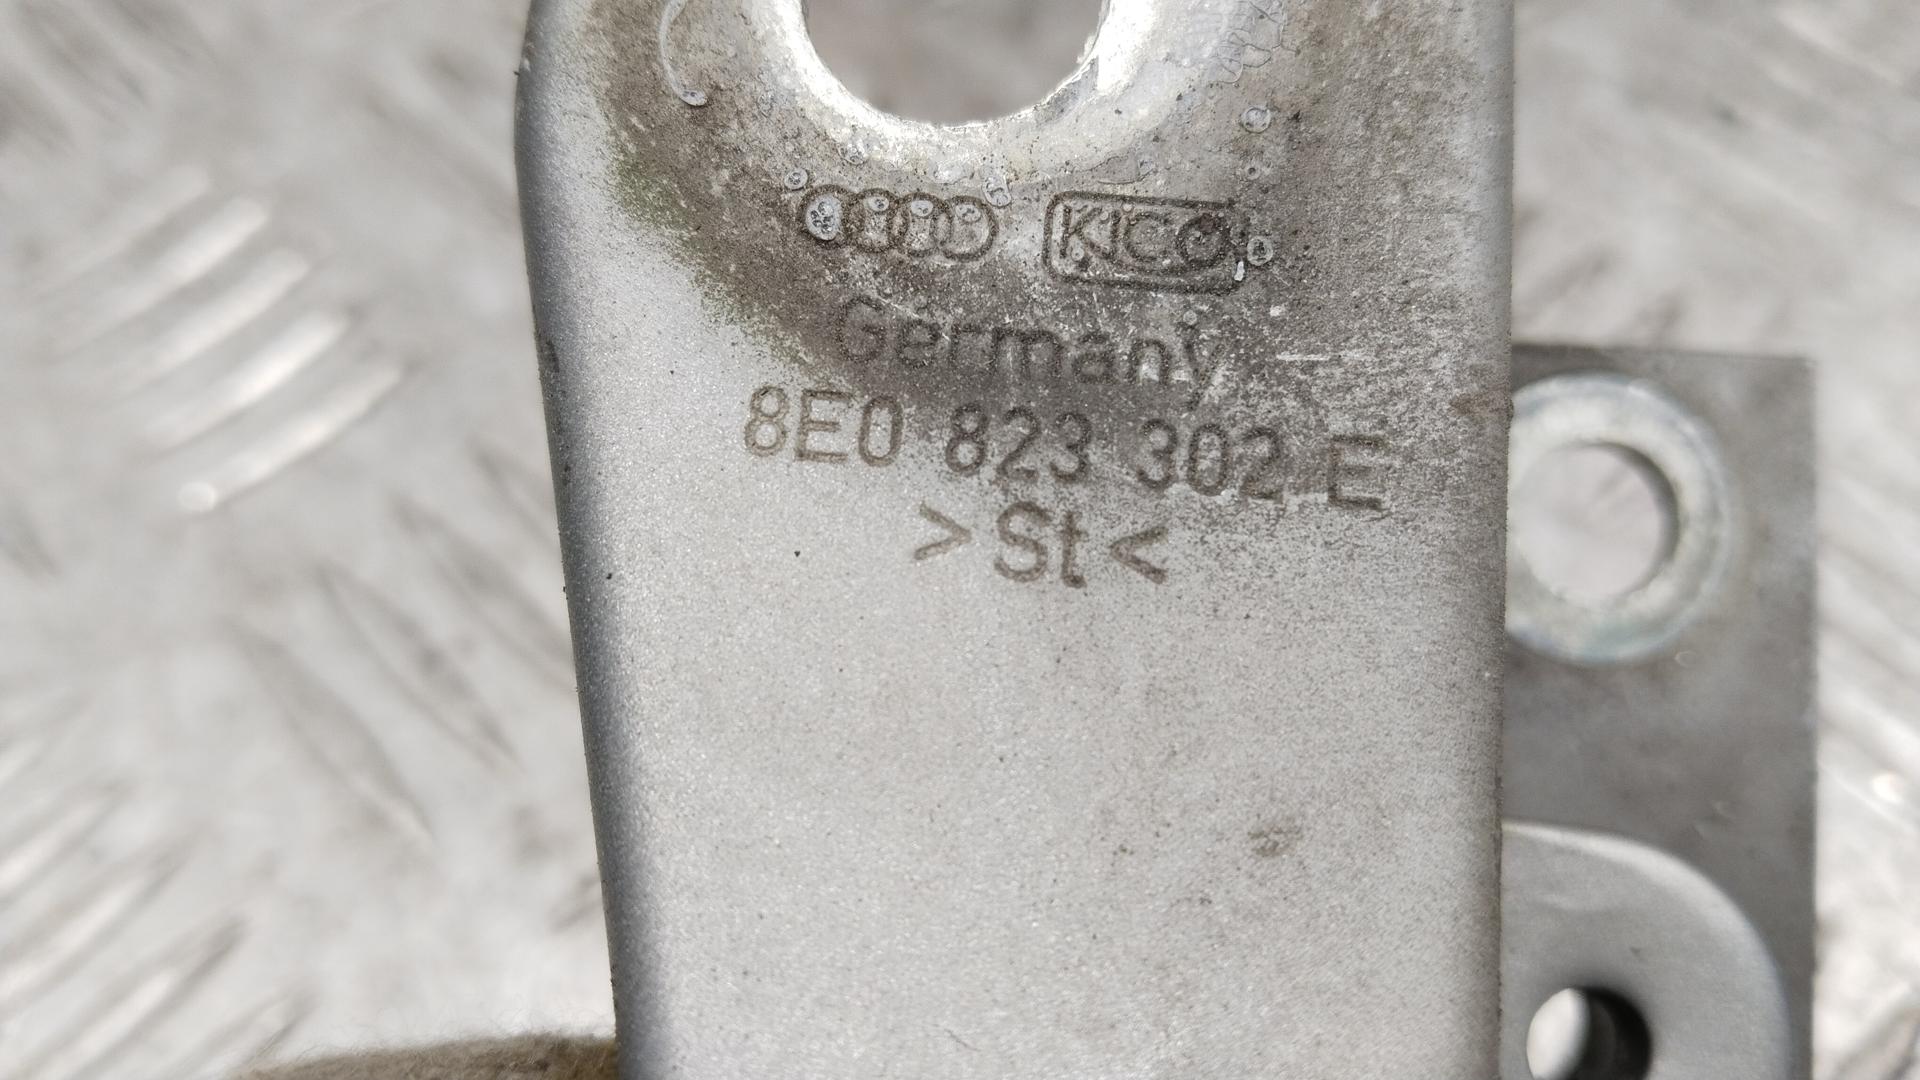 KICO
Germany
8E0 823 302 E
>St<